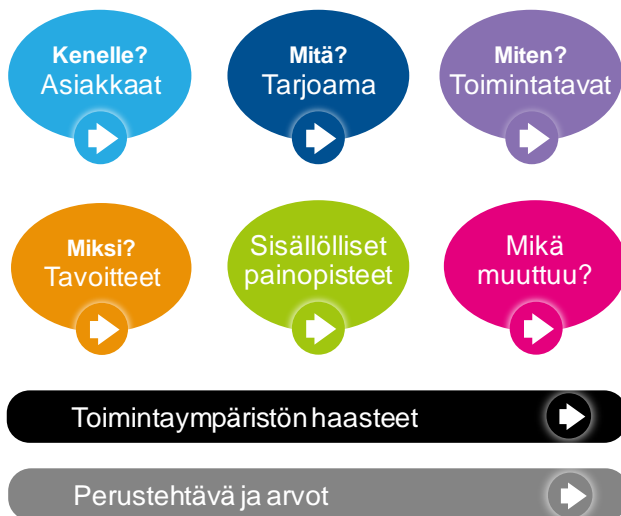 Kenelle?
Asiakkaat
Mitä?
Tarjoama
Miten?
Toimintatavat
Miksi?
Tavoitteet
Sisällölliset
painopisteet
Mikä
muuttuu?
Toimintaympäristön haasteet
Perustehtävä ja arvot